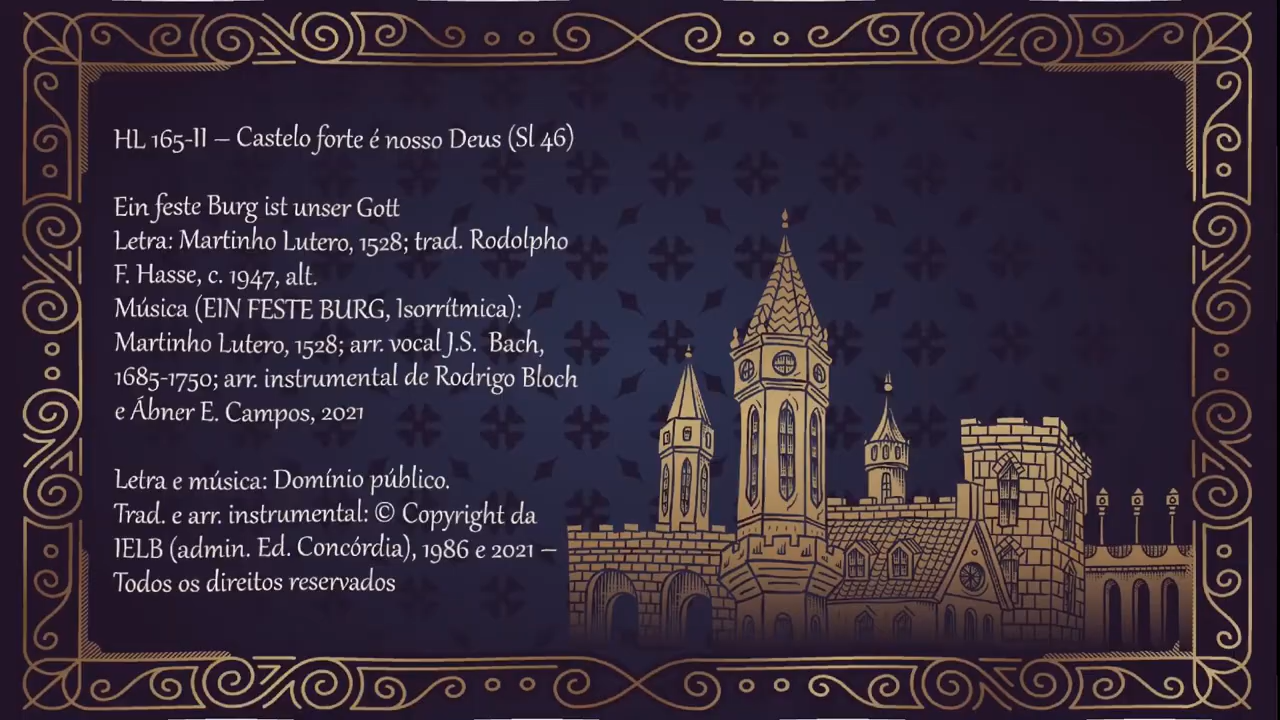 HL 165-II – Castelo forte é nosso Deus (Sl 46)
Ein feste Burg ist unser Gott
Letra: Martinho Lutero, 1528; trad. Rodolpho
F. Hasse, c. 1947, alt.
Música (EIN FESTE BURG, Isorrítmica):
Martinho Lutero, 1528; arr. vocal J.S. Bach,
1685-1750; arr. instrumental de Rodrigo Bloch
e Ábner E. Campos, 2021
Letra e música: Domínio público.
Trad. e arr. instrumental: © Copyright da
IELB (admin. Ed. Concórdia), 1986 e 2021 –
Todos os direitos reservados